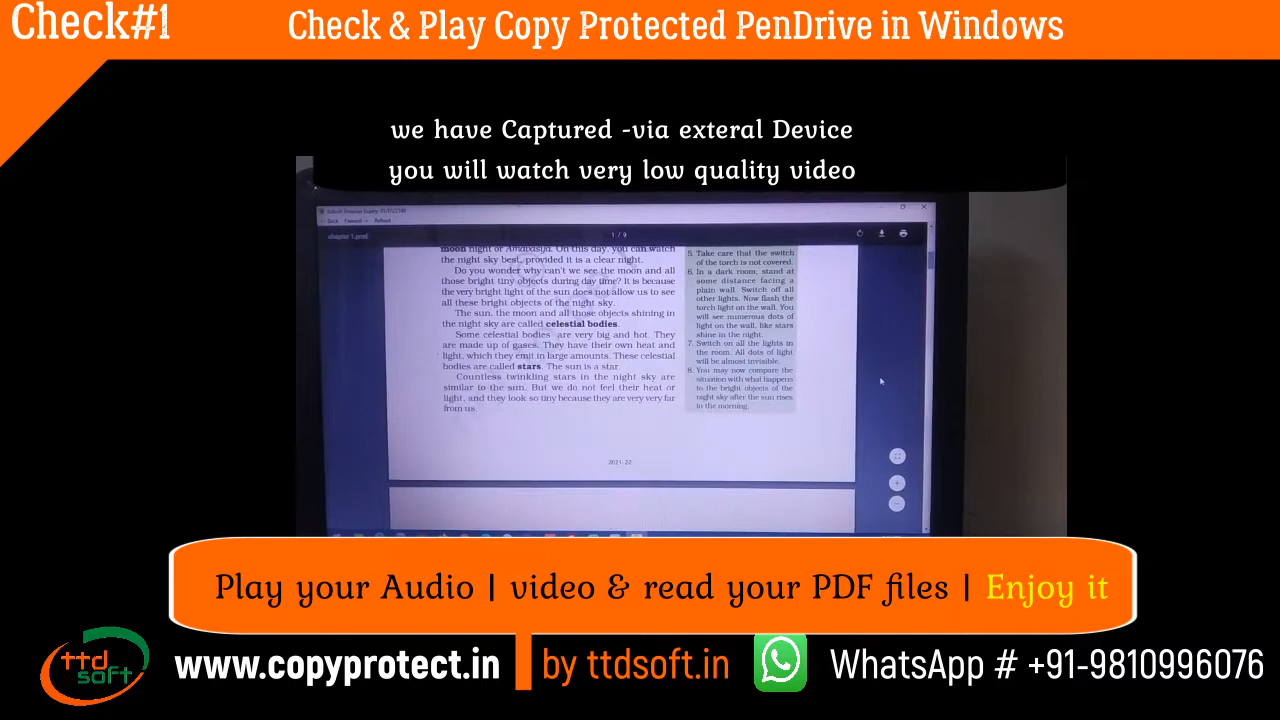 Check#1
Check & Play Copy Protected PenDrive in Windows
we have Captured -via exteral Device
you will watch very low quality video
Back Forward Reload
chapter 1.prod
1 / 9
moon night or Amavasya. On this day, you can watch
the night sky best, provided it is a clear night.
Do you wonder why can't we see the moon and all
those bright tiny objects during day time? It is because
the very bright light of the sun does not allow us to see
all these bright objects of the night sky.
The sun, the moon and all those objects shining in
the night sky are called celestial bodies.
Some celestial bodies are very big and hot. They
are made up of gases. They have their own heat and
light, which they emit in large amounts. These celestial
bodies are called stars. The sun is a star.
Countless twinkling stars in the night sky are
similar to the sun. But we do not feel their heat or
light, and they look so tiny because they are very very far
from us.
5. Take care that the switch
of the torch is not covered.
6. In a dark room, stand at
some distance facing a
plain wall. Switch off all
other lights. Now flash the
torch light on the wall. You
will see numerous dots of
light on the wall, like stars
shine in the night.
7. Switch on all the lights in
the room. All dots of light
will be almost invisible.
8. You may now compare the
situation with what happens
to the bright objects of the
night sky after the sun rises
in the morning.
2021-22
Play your Audio | video & read your PDF files | Enjoy it
ttd
soft
www.copyprotect.in
by ttdsoft.in
WhatsApp # +91-9810996076